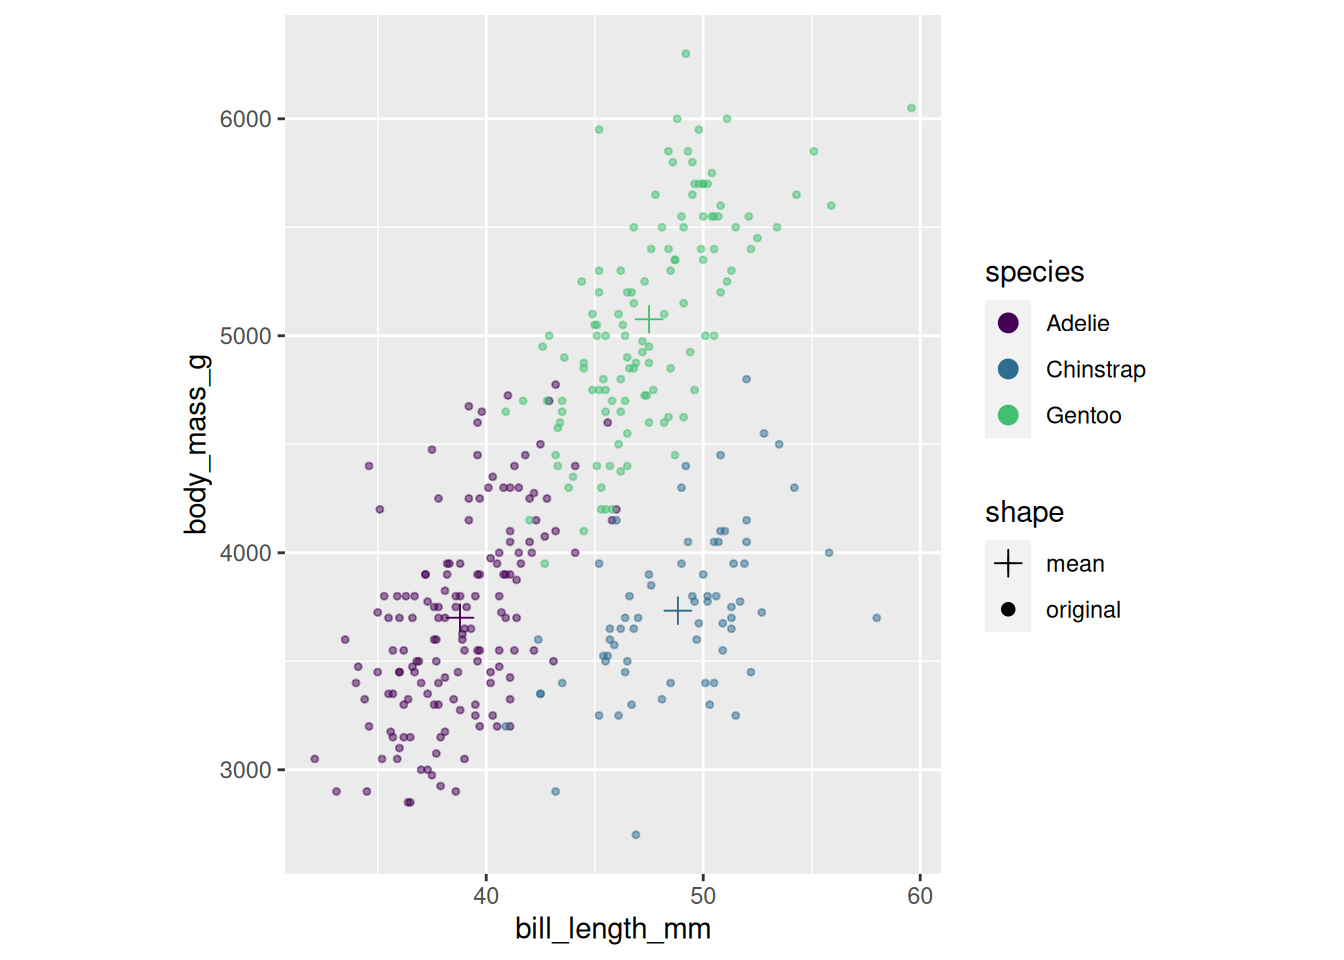 6000
5000
4000
3000
body_mass_g
40
50
60
bill_length_mm
species
Adelie
Chinstrap
Gentoo
shape
mean
original